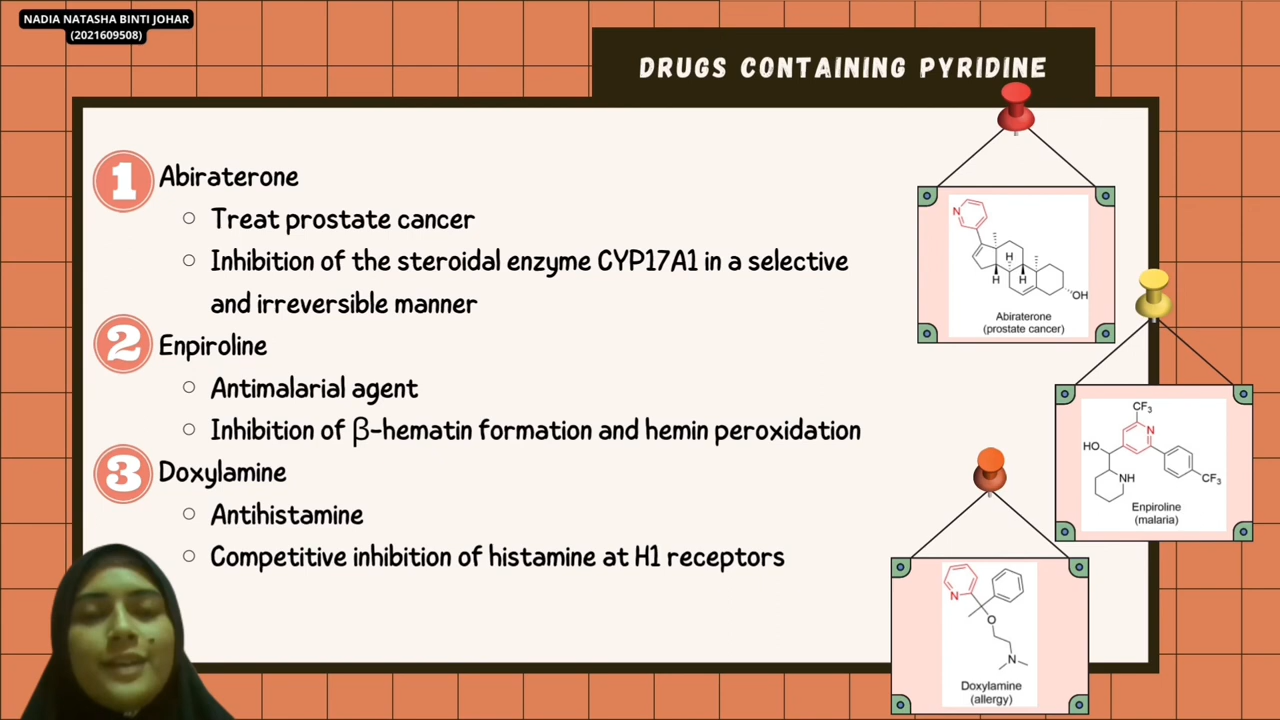 NADIA NATASHA BINTI JOHAR
(2021609508)
DRUGS CONTAINING PYRIDINE
1 Abiraterone
Treat prostate cancer
Inhibition of the steroidal enzyme CYP17A1 in a selective
and irreversible manner
2 Enpiroline
Antimalarial agent
Inhibition of β-hematin formation and hemin peroxidation
3 Doxylamine
Antihistamine
Competitive inhibition of histamine at H1 receptors
N
H
H
H
OH
Abiraterone
(prostate cancer)
CF3
N
HO
NH
CF3
Enpiroline
(malaria)
N
O
N
Doxylamine
(allergy)